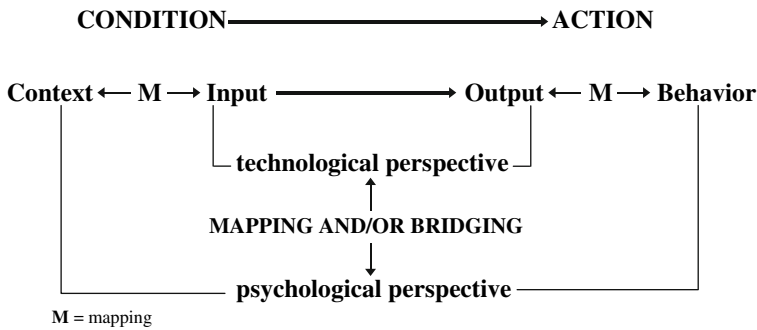 CONDITION ACTION
Context M Input Output M Behavior
technological perspective
MAPPING AND/OR BRIDGING
psychological perspective
M = mapping